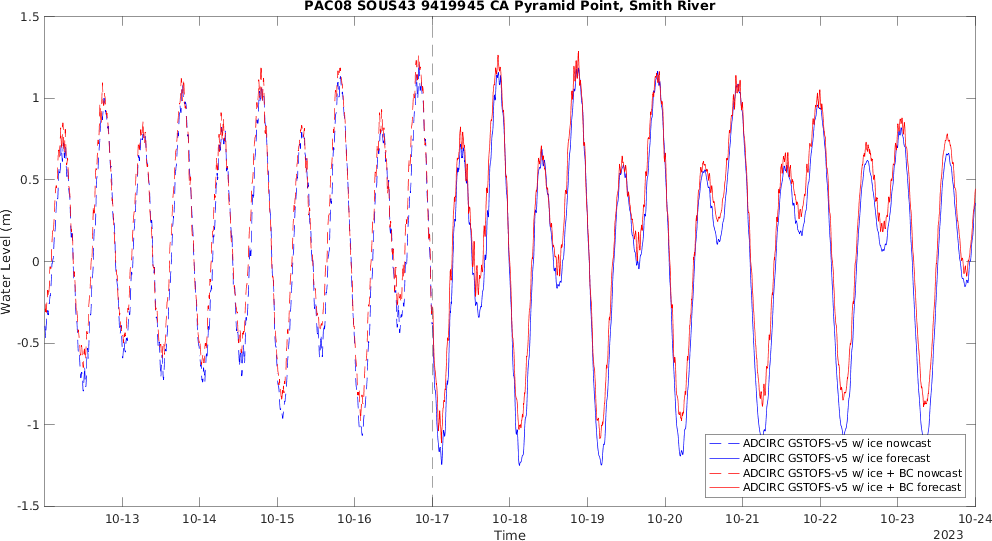 PAC08 SOUS43 9419945 CA Pyramid Point, Smith River
1.5
1
0.5
0
-0.5
-1
-1.5
Water Level (m)
10-13 10-14 10-15 10-16 10-17 10-18 10-19 10-20 10-21 10-22 10-23 10-24
Time
2023
ADCIRC GSTOFS-v5 w/ ice nowcast
ADCIRC GSTOFS-v5 w/ ice forecast
ADCIRC GSTOFS-v5 w/ ice + BC nowcast
ADCIRC GSTOFS-v5 w/ ice + BC forecast